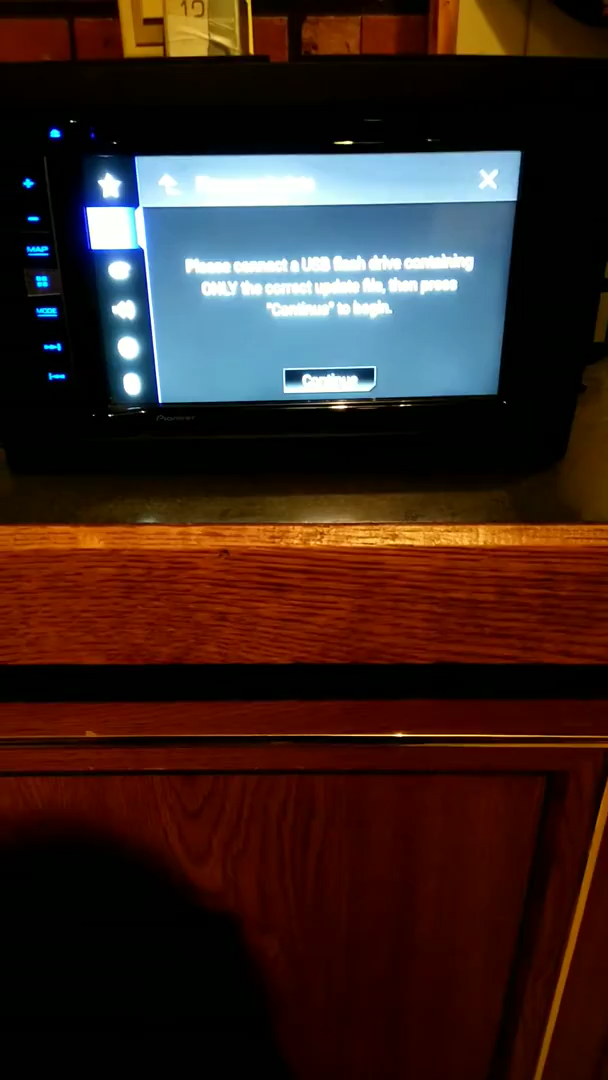 10
MAP
MODE
Please connect a USB flash drive containing
ONLY the correct update file, then press
"Continue" to begin.
Continue
Pioneer